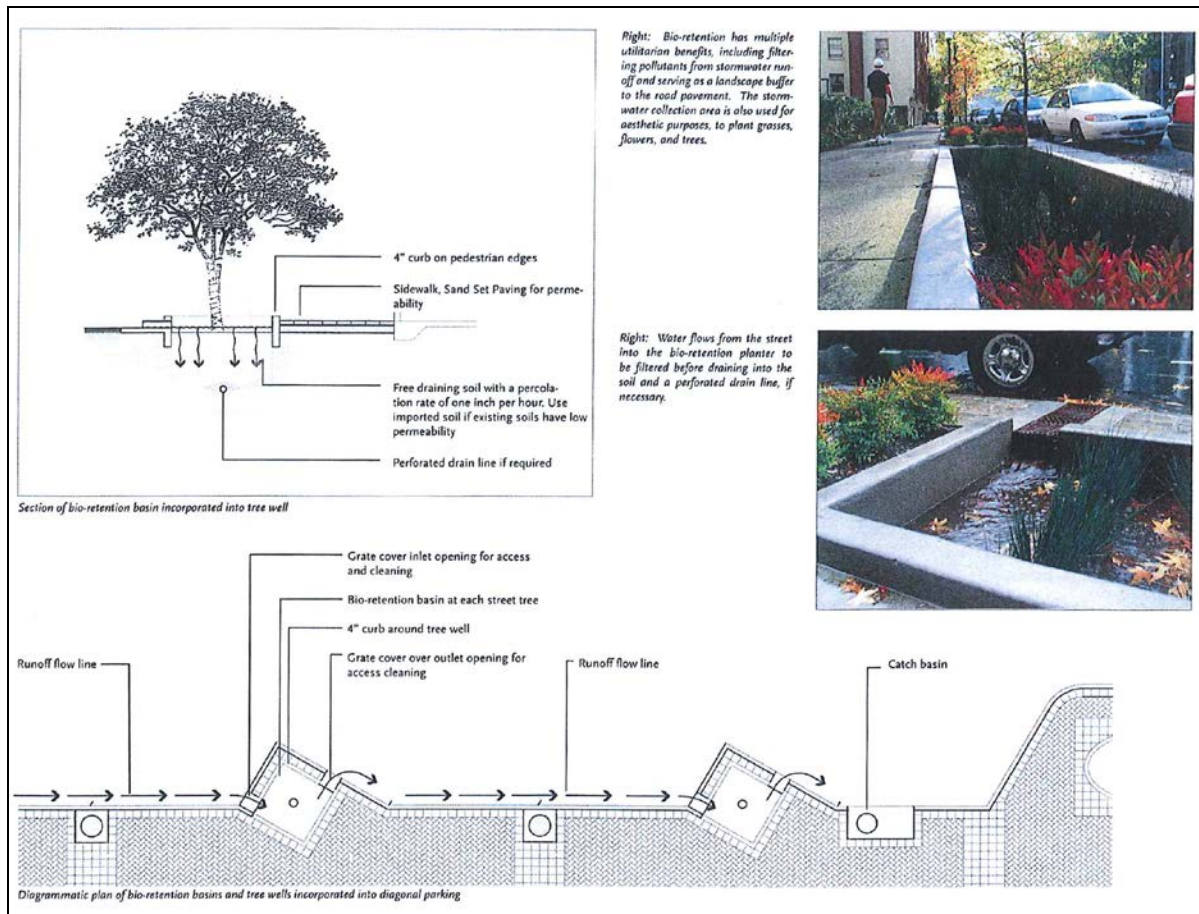 Right: Bio-retention has multiple
utilitarian benefits, including filter-
ing pollutants from stormwater run-
off and serving as a landscape buffer
to the road pavement. The storm-
water collection area is also used for
aesthetic purposes, to plant grasses,
flowers, and trees.
4" curb on pedestrian edges
Sidewalk, Sand Set Paving for perme-
ability
Free draining soil with a percola-
tion rate of one inch per hour. Use
imported soil if existing soils have low
permeability
Perforated drain line if required
Section of bio-retention basin incorporated into tree well
Right: Water flows from the street
into the bio-retention planter to
be filtered before draining into the
soil and a perforated drain line, if
necessary.
Grate cover inlet opening for access
and cleaning
Bio-retention basin at each street tree
4" curb around tree well
Grate cover over outlet opening for
access cleaning
Runoff flow line
Runoff flow line
Catch basin
Diagrammatic plan of bio-retention basins and tree wells incorporated into diagonal parking